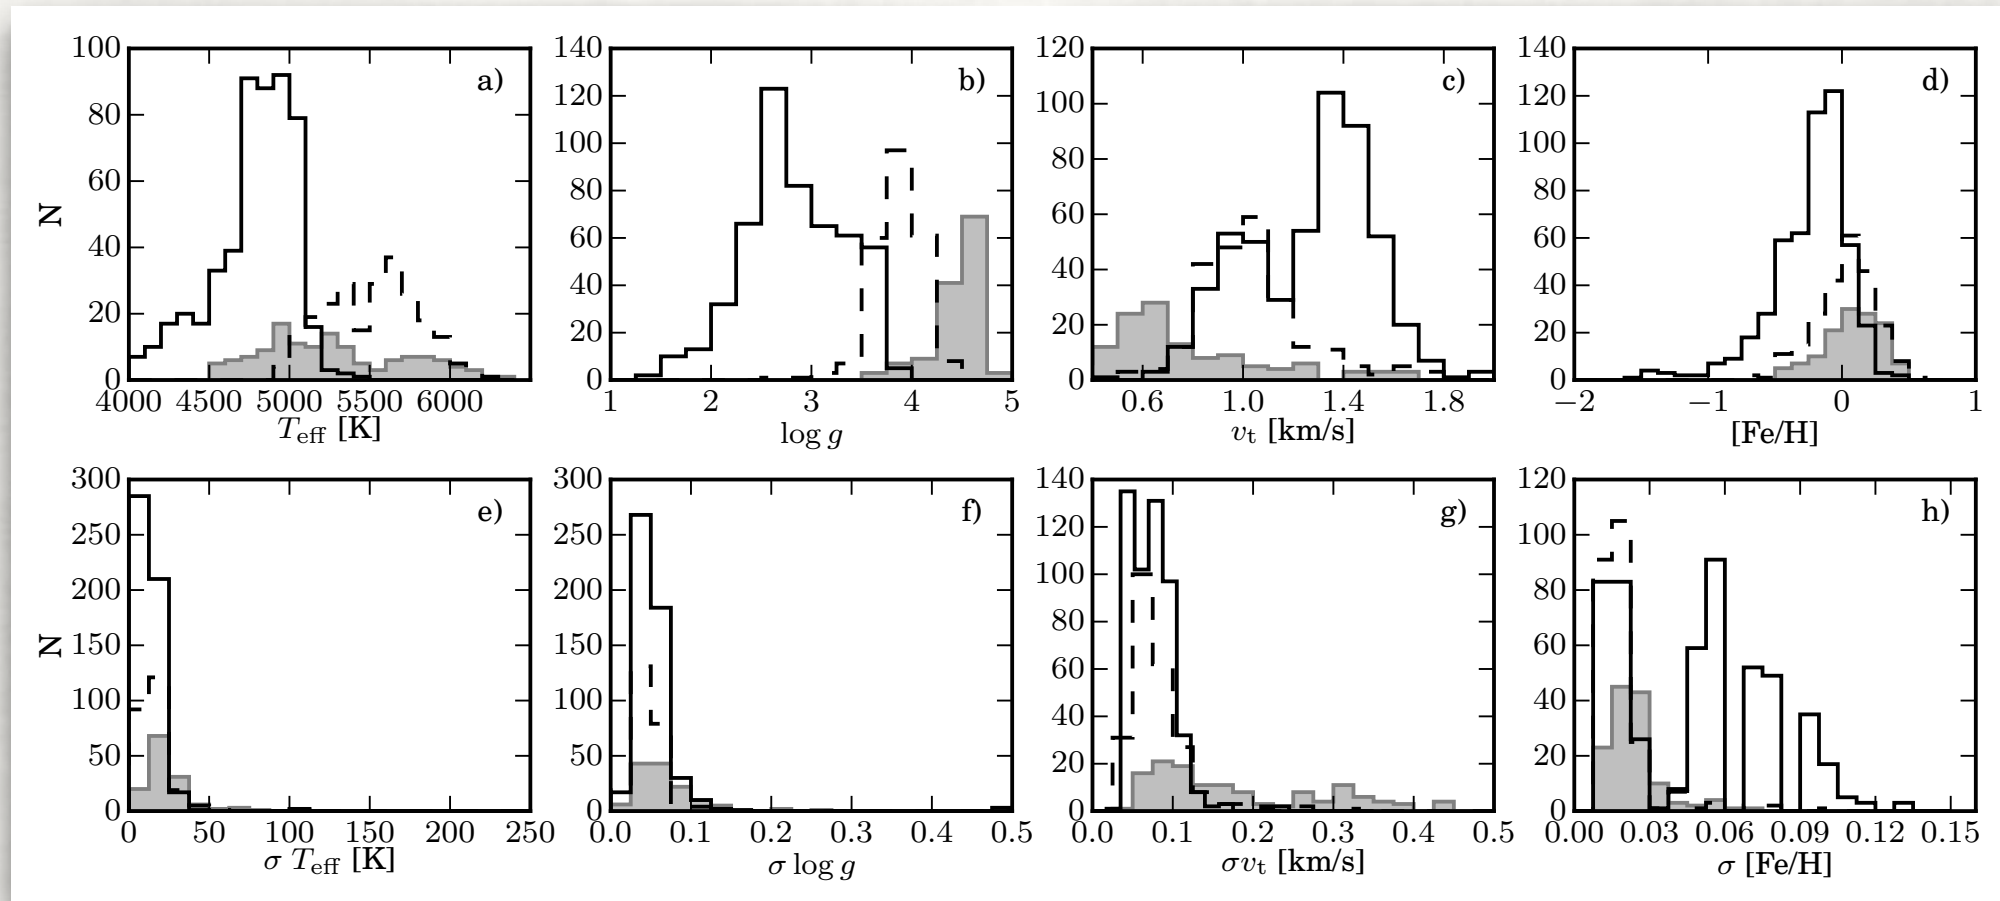 100
80
60
40
20
0
N
4000 4500 5000 5500 6000
T_eff [K]
a)
140
120
100
80
60
40
20
0
1 2 3 4 5
log g
b)
120
100
80
60
40
20
0
0.6 1.0 1.4 1.8
v_t [km/s]
c)
140
120
100
80
60
40
20
0
−2 −1 0 1
[Fe/H]
d)
300
250
200
150
100
50
0
N
0 50 100 150 200 250
σ T_eff [K]
e)
300
250
200
150
100
50
0
0.0 0.1 0.2 0.3 0.4 0.5
σ log g
f)
140
120
100
80
60
40
20
0
0.0 0.1 0.2 0.3 0.4 0.5
σv_t [km/s]
g)
120
100
80
60
40
20
0
0.00 0.03 0.06 0.09 0.12 0.15
σ [Fe/H]
h)